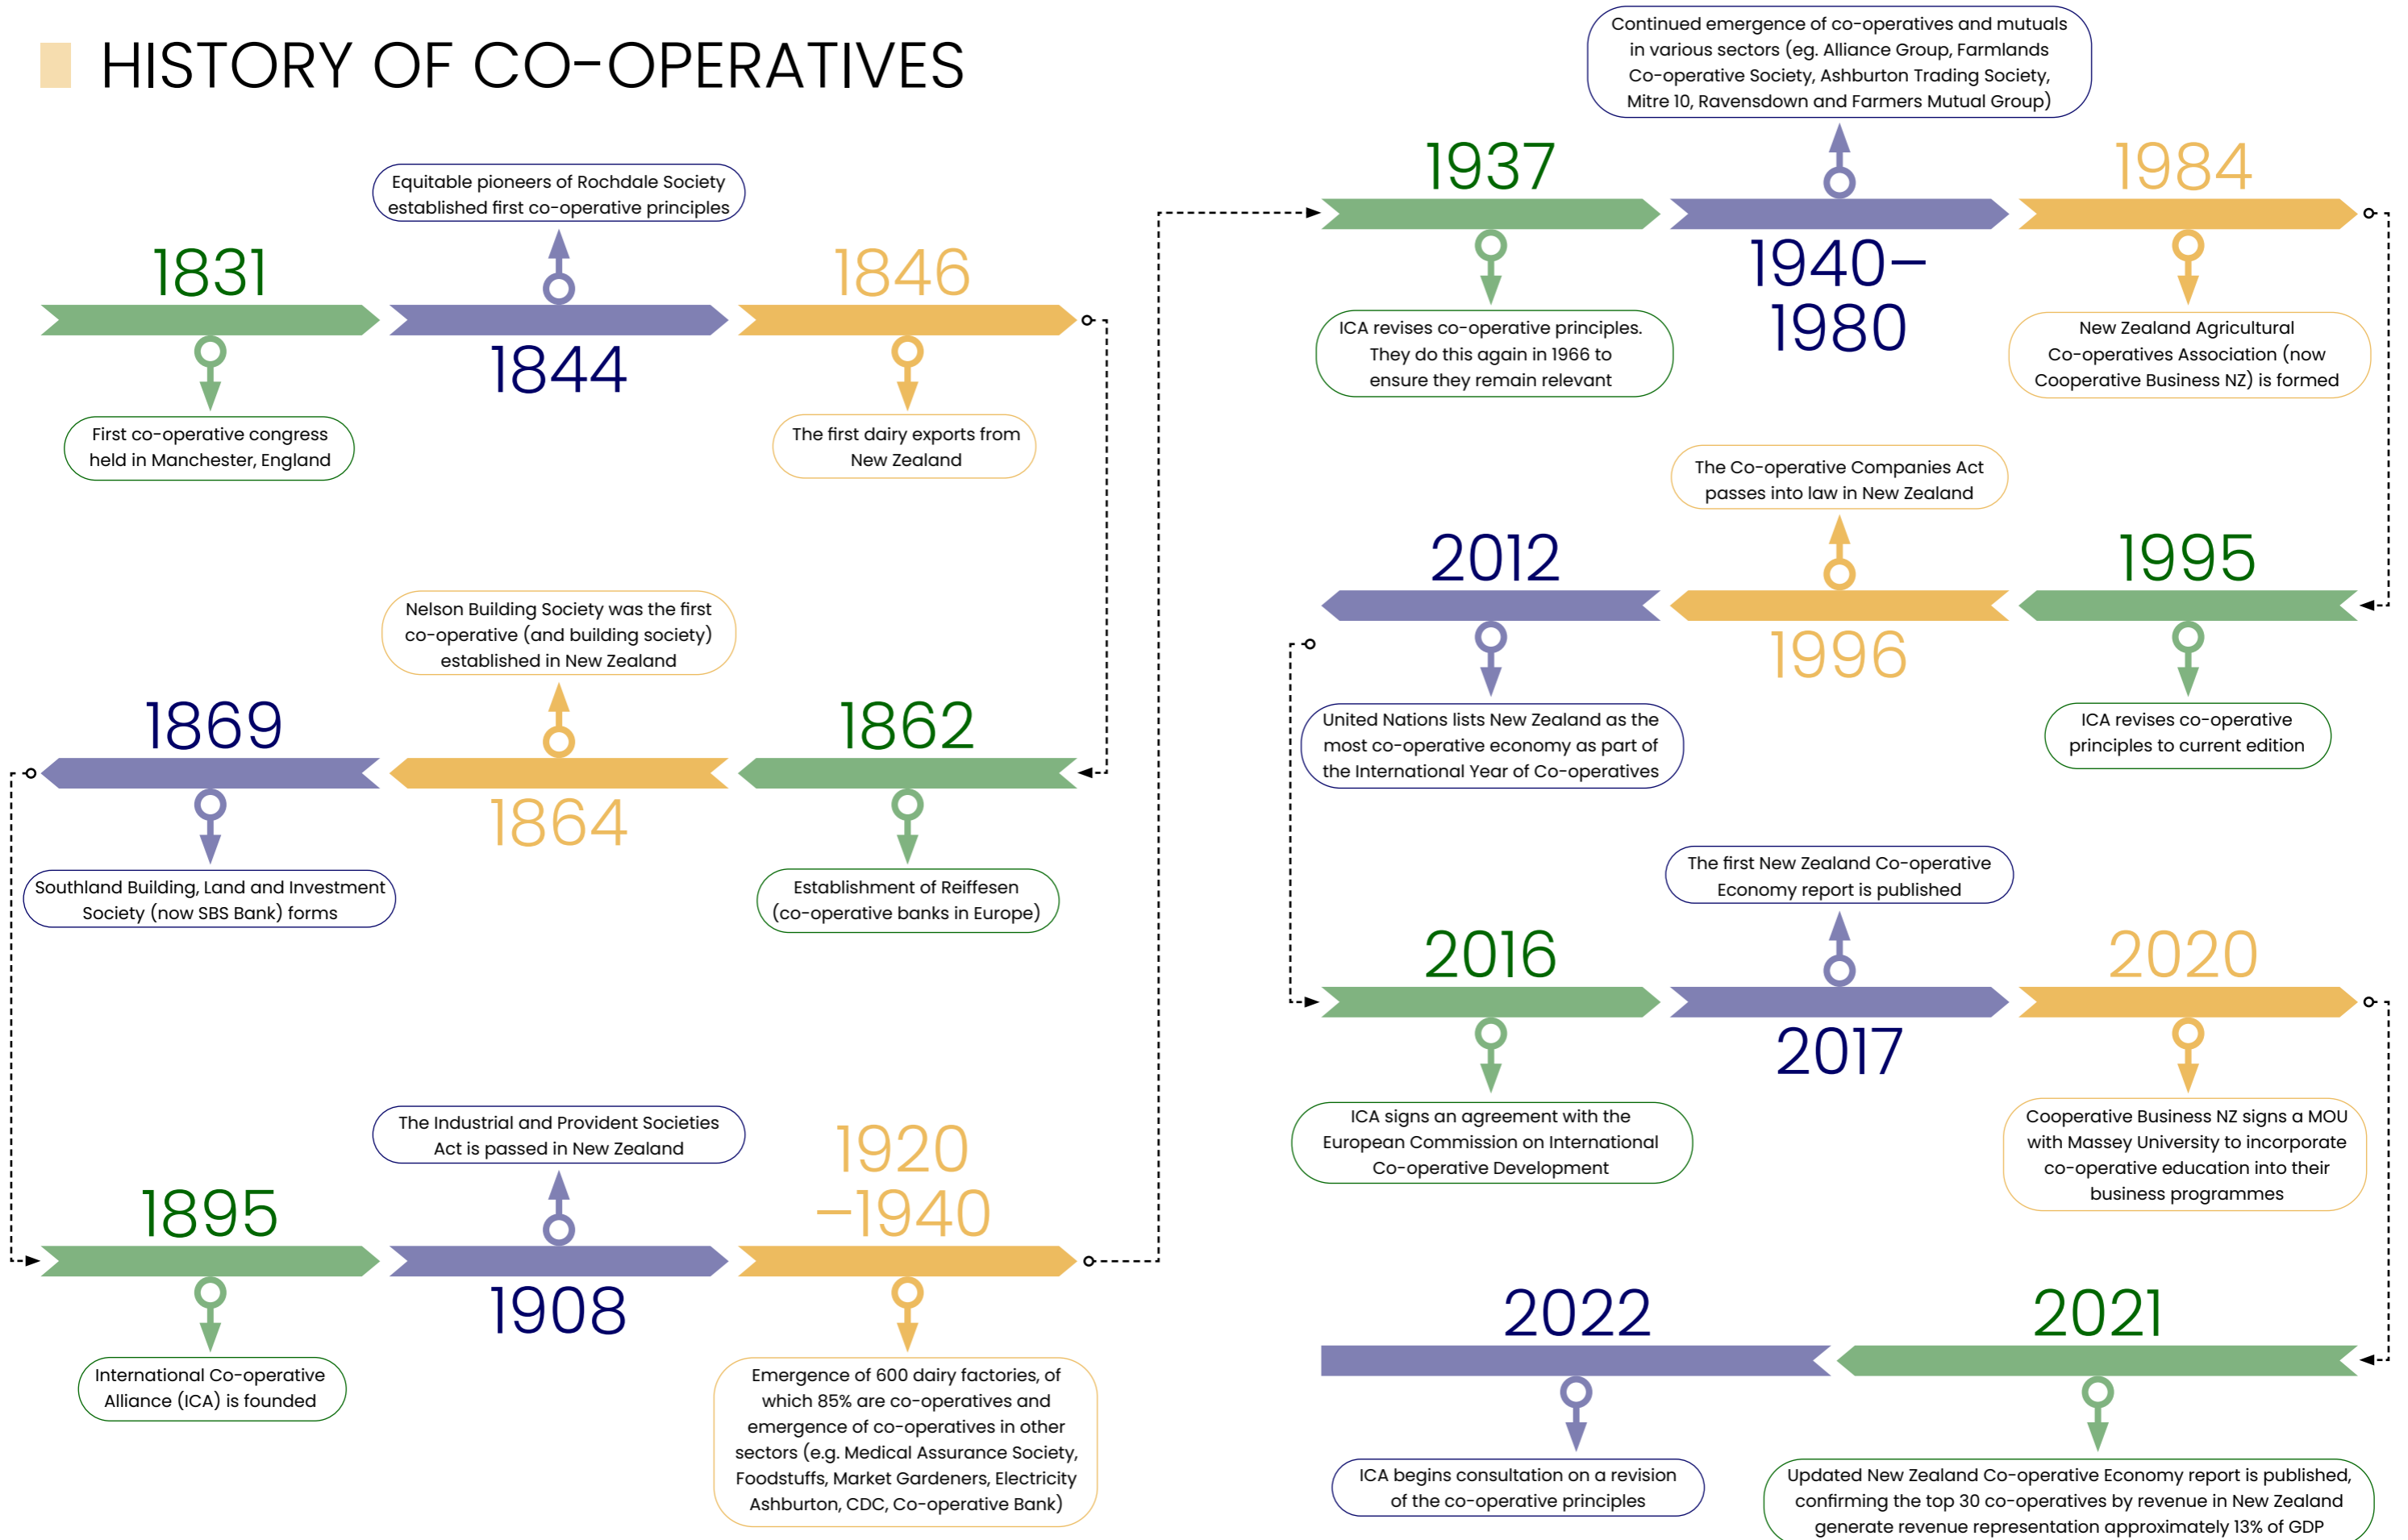 HISTORY OF CO-OPERATIVES
1831
First co-operative congress
held in Manchester, England
Equitable pioneers of Rochdale Society
established first co-operative principles
1844
1846
The first dairy exports from
New Zealand
1862
Establishment of Reiffesen
(co-operative banks in Europe)
Nelson Building Society was the first
co-operative (and building society)
established in New Zealand
1864
1869
Southland Building, Land and Investment
Society (now SBS Bank) forms
1895
International Co-operative
Alliance (ICA) is founded
The Industrial and Provident Societies
Act is passed in New Zealand
1908
1920
–1940
Emergence of 600 dairy factories, of
which 85% are co-operatives and
emergence of co-operatives in other
sectors (e.g. Medical Assurance Society,
Foodstuffs, Market Gardeners, Electricity
Ashburton, CDC, Co-operative Bank)
1937
ICA revises co-operative principles.
They do this again in 1966 to
ensure they remain relevant
Continued emergence of co-operatives and mutuals
in various sectors (eg. Alliance Group, Farmlands
Co-operative Society, Ashburton Trading Society,
Mitre 10, Ravensdown and Farmers Mutual Group)
1940–
1980
1984
New Zealand Agricultural
Co-operatives Association (now
Cooperative Business NZ) is formed
1995
ICA revises co-operative
principles to current edition
The Co-operative Companies Act
passes into law in New Zealand
1996
2012
United Nations lists New Zealand as the
most co-operative economy as part of
the International Year of Co-operatives
2016
ICA signs an agreement with the
European Commission on International
Co-operative Development
The first New Zealand Co-operative
Economy report is published
2017
2020
Cooperative Business NZ signs a MOU
with Massey University to incorporate
co-operative education into their
business programmes
2021
Updated New Zealand Co-operative Economy report is published,
confirming the top 30 co-operatives by revenue in New Zealand
generate revenue representation approximately 13% of GDP
2022
ICA begins consultation on a revision
of the co-operative principles